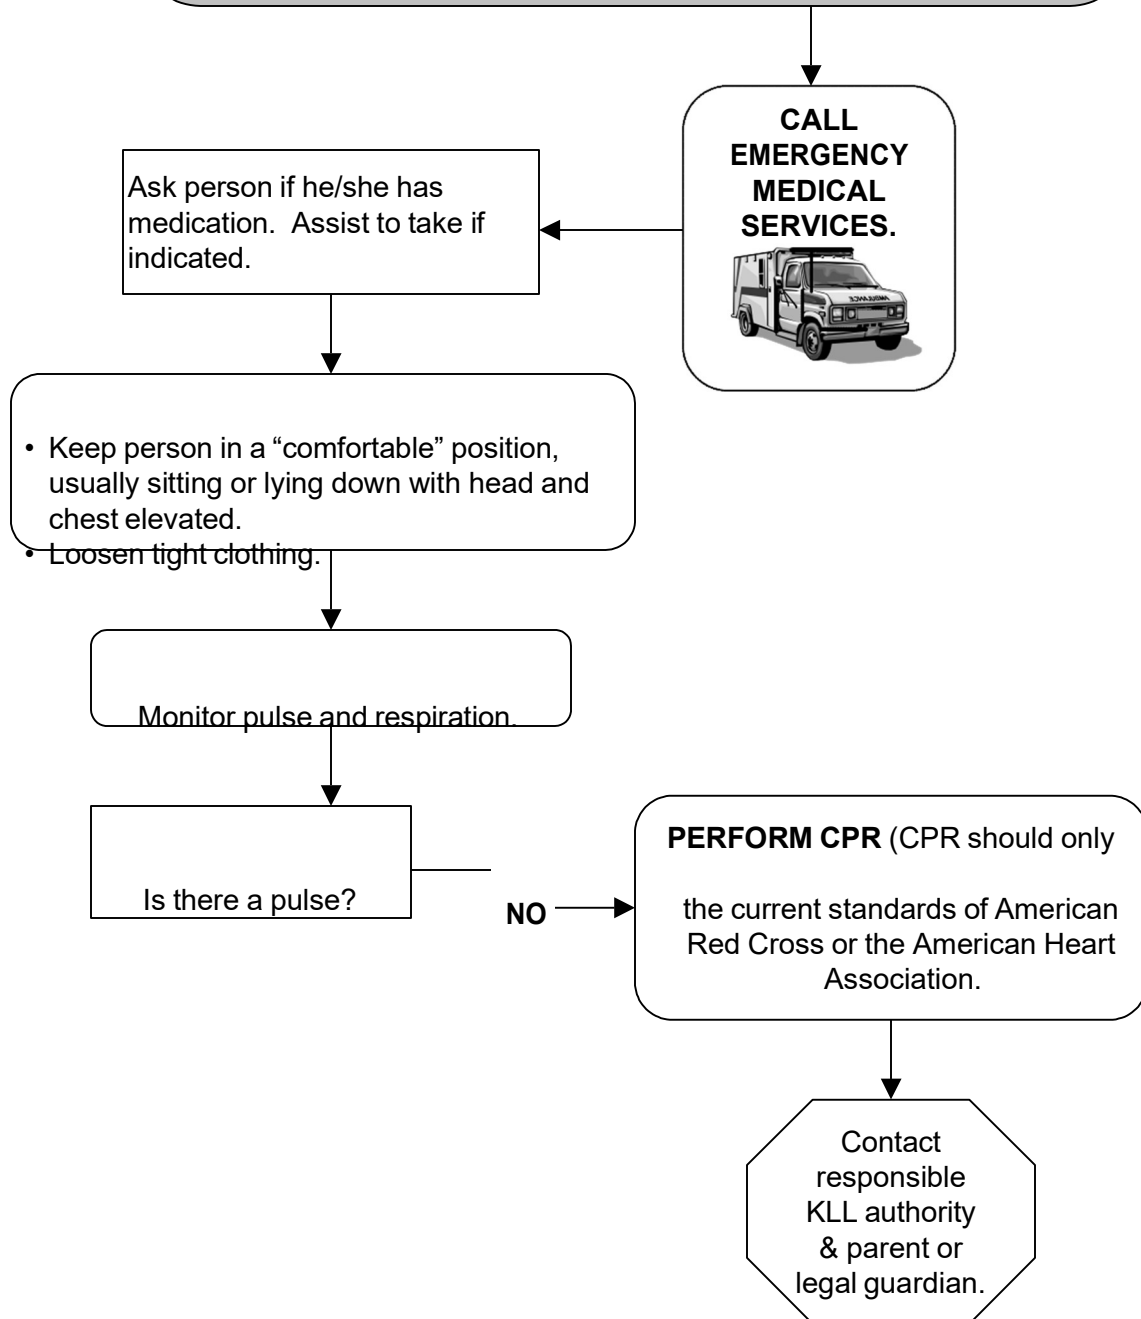 CALL
EMERGENCY
MEDICAL
SERVICES.
AMBULANCE
Ask person if he/she has
medication. Assist to take if
indicated.
• Keep person in a “comfortable” position,
usually sitting or lying down with head and
chest elevated.
• Loosen tight clothing.
Monitor pulse and respiration.
Is there a pulse?
NO
PERFORM CPR (CPR should only
the current standards of American
Red Cross or the American Heart
Association.
Contact
responsible
KLL authority
& parent or
legal guardian.